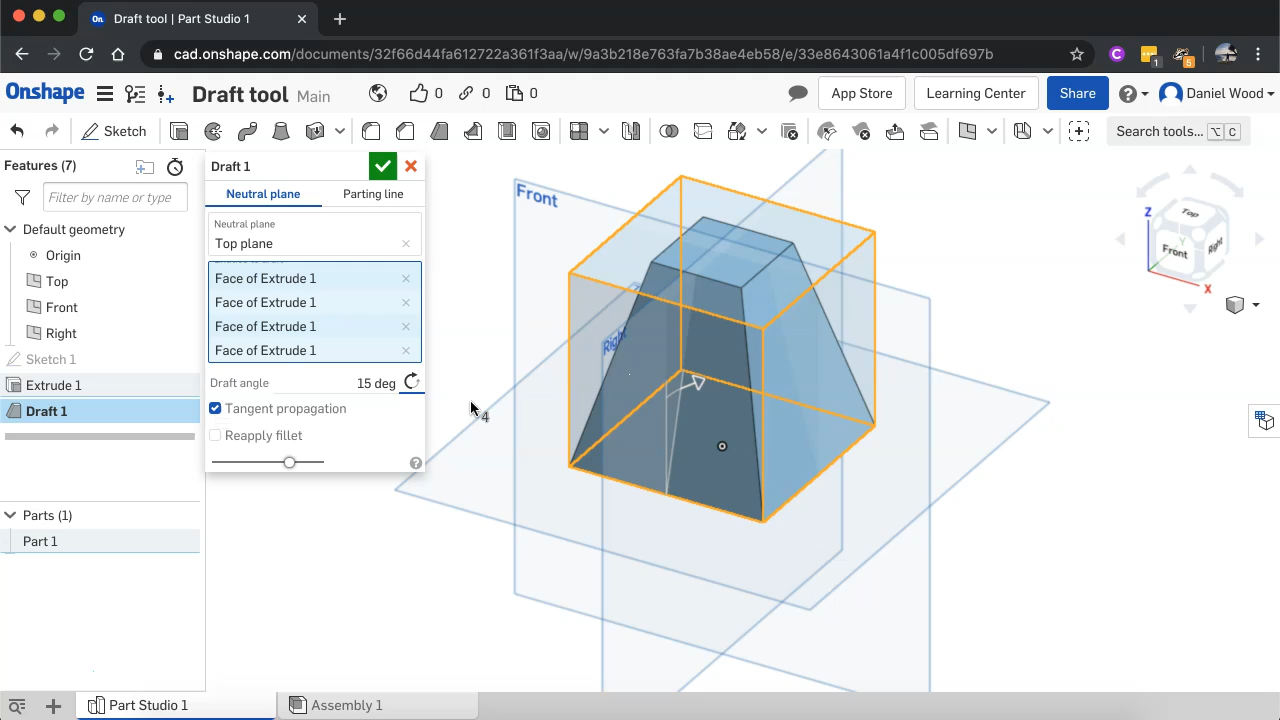 Draft tool | Part Studio 1
cad.onshape.com/documents/32f66d44fa612722a361f3aa/w/9a3b218e763fa7b38ae4eb58/e/33e8643061a4f1c005df697b
C
1
5
Onshape
Draft tool Main
0
0
0
App Store
Learning Center
Share
Daniel Wood
Sketch
Search tools... ⌥ C
Features (7)
Filter by name or type
Default geometry
Origin
Top
Front
Right
Sketch 1
Extrude 1
Draft 1
Parts (1)
Part 1
Draft 1
Neutral plane
Parting line
Neutral plane
Top plane
Face of Extrude 1
Face of Extrude 1
Face of Extrude 1
Face of Extrude 1
Draft angle 15 deg
Tangent propagation
Reapply fillet
4
Front
Right
Z
Top
Y
Front
Right
X
Part Studio 1
Assembly 1